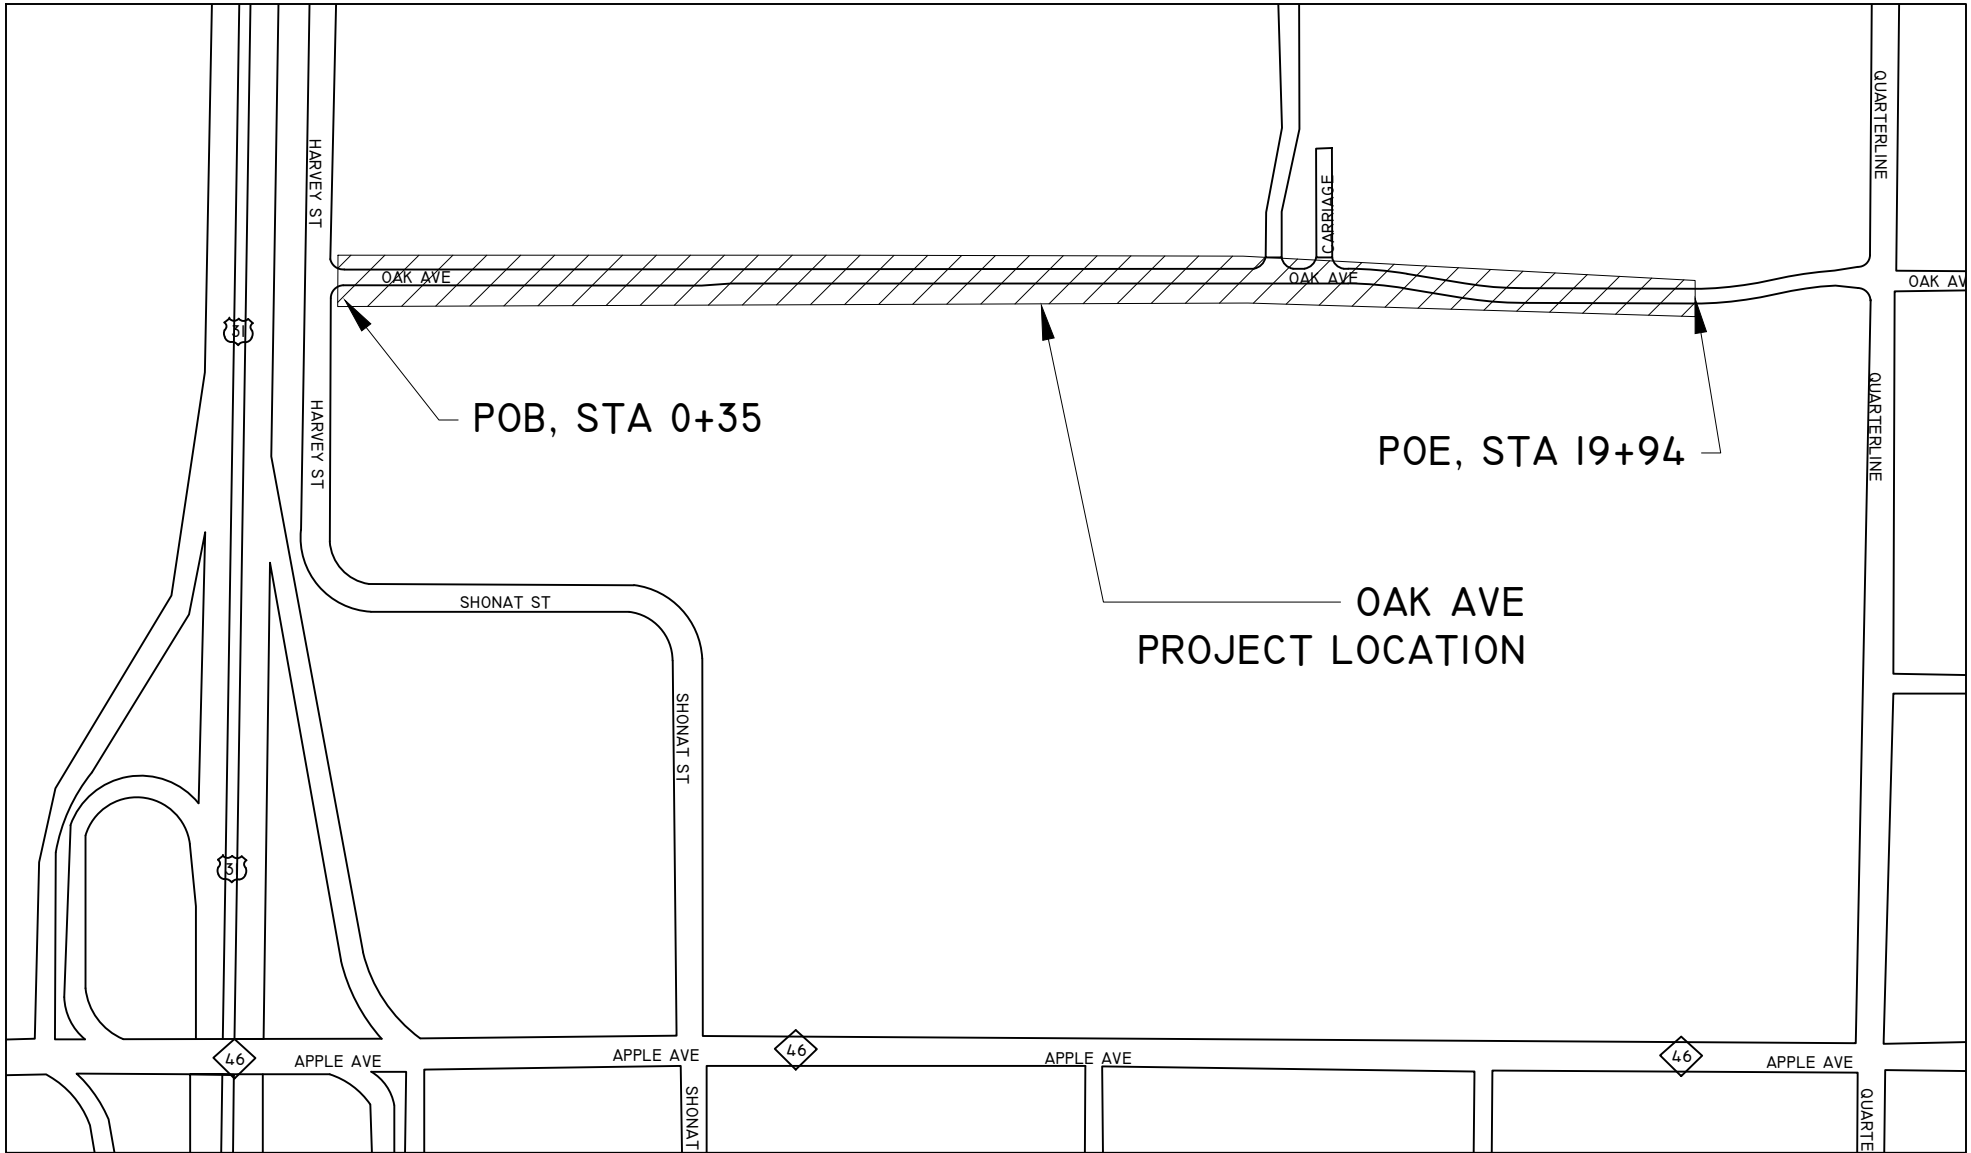 QUARTERLINE
HARVEY ST
CARRIAGE
OAK AVE
OAK AVE
OAK AV
31
POB, STA 0+35
POE, STA 19+94
HARVEY ST
QUARTERLINE
SHONAT ST
OAK AVE
PROJECT LOCATION
SHONAT ST
31
46
APPLE AVE
APPLE AVE
46
APPLE AVE
46
APPLE AVE
SHONAT
QUARTE